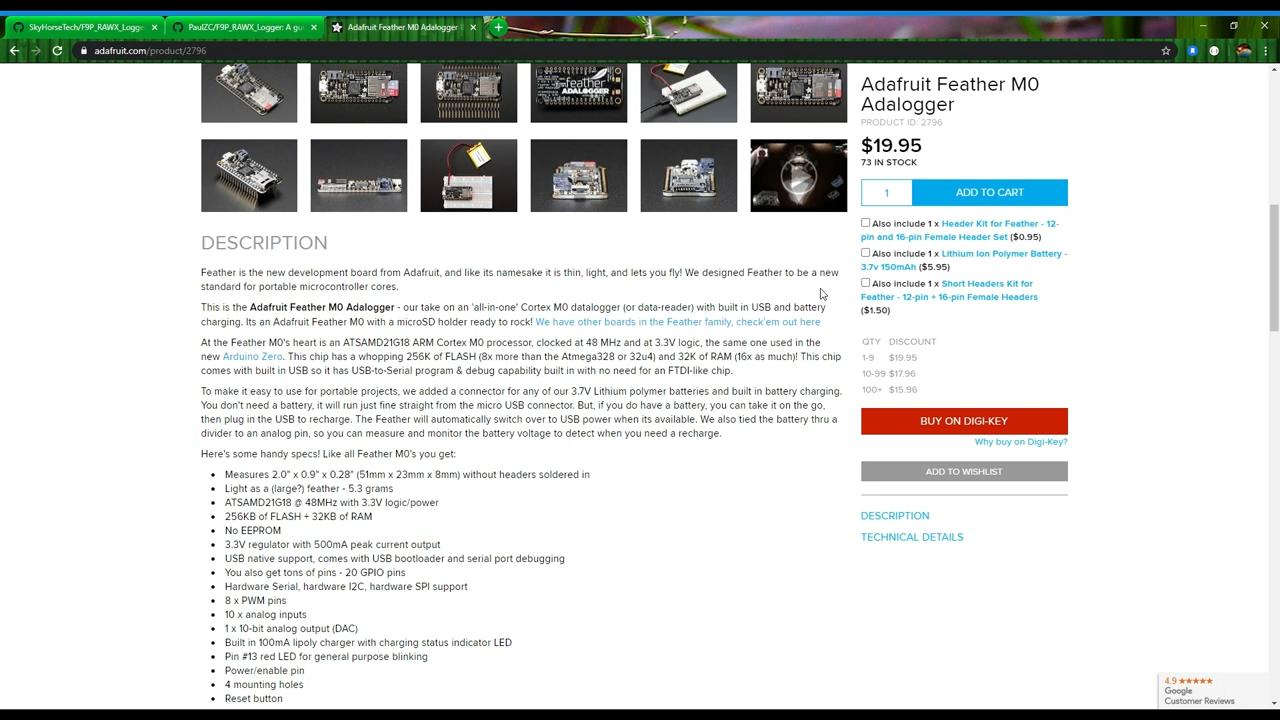 SkyHorseTech/F9P_RAWX_Logge
PaulZC/F9P_RAWX_Logger: A gu
Adafruit Feather M0 Adalogger
adafruit.com/product/2796
feather
ADALOGGER
Adafruit Feather M0
Adalogger
PRODUCT ID: 2796
$19.95
73 IN STOCK
1
ADD TO CART
Also include 1 x Header Kit for Feather - 12-
pin and 16-pin Female Header Set ($0.95)
Also include 1 x Lithium Ion Polymer Battery -
3.7v 150mAh ($5.95)
Also include 1 x Short Headers Kit for
Feather - 12-pin + 16-pin Female Headers
($1.50)
QTY DISCOUNT
1-9 $19.95
10-99 $17.96
100+ $15.96
BUY ON DIGI-KEY
Why buy on Digi-Key?
ADD TO WISHLIST
DESCRIPTION
TECHNICAL DETAILS
DESCRIPTION
Feather is the new development board from Adafruit, and like its namesake it is thin, light, and lets you fly! We designed Feather to be a new
standard for portable microcontroller cores.
This is the Adafruit Feather M0 Adalogger - our take on an 'all-in-one' Cortex M0 datalogger (or data-reader) with built in USB and battery
charging. Its an Adafruit Feather M0 with a microSD holder ready to rock! We have other boards in the Feather family, check'em out here
At the Feather M0's heart is an ATSAMD21G18 ARM Cortex M0 processor, clocked at 48 MHz and at 3.3V logic, the same one used in the
new Arduino Zero. This chip has a whopping 256K of FLASH (8x more than the Atmega328 or 32u4) and 32K of RAM (16x as much)! This chip
comes with built in USB so it has USB-to-Serial program & debug capability built in with no need for an FTDI-like chip.
To make it easy to use for portable projects, we added a connector for any of our 3.7V Lithium polymer batteries and built in battery charging.
You don't need a battery, it will run just fine straight from the micro USB connector. But, if you do have a battery, you can take it on the go,
then plug in the USB to recharge. The Feather will automatically switch over to USB power when its available. We also tied the battery thru a
divider to an analog pin, so you can measure and monitor the battery voltage to detect when you need a recharge.
Here's some handy specs! Like all Feather M0's you get:
• Measures 2.0" x 0.9" x 0.28" (51mm x 23mm x 8mm) without headers soldered in
• Light as a (large?) feather - 5.3 grams
• ATSAMD21G18 @ 48MHz with 3.3V logic/power
• 256KB of FLASH + 32KB of RAM
• No EEPROM
• 3.3V regulator with 500mA peak current output
• USB native support, comes with USB bootloader and serial port debugging
• You also get tons of pins - 20 GPIO pins
• Hardware Serial, hardware I2C, hardware SPI support
• 8 x PWM pins
• 10 x analog inputs
• 1 x 10-bit analog output (DAC)
• Built in 100mA lipoly charger with charging status indicator LED
• Pin #13 red LED for general purpose blinking
• Power/enable pin
• 4 mounting holes
• Reset button
4.9 ★★★★★
Google
Customer Reviews